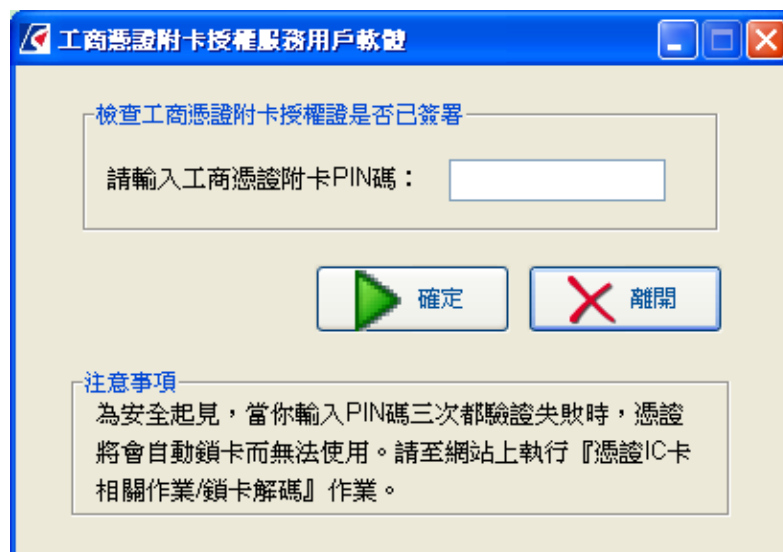 工商憑證附卡授權服務用戶軟體
檢查工商憑證附卡授權證是否已簽署
請輸入工商憑證附卡PIN碼：
確定
離開
注意事項
為安全起見，當你輸入PIN碼三次都驗證失敗時，憑證
將會自動鎖卡而無法使用。請至網站上執行『憑證IC卡
相關作業/鎖卡解碼』作業。